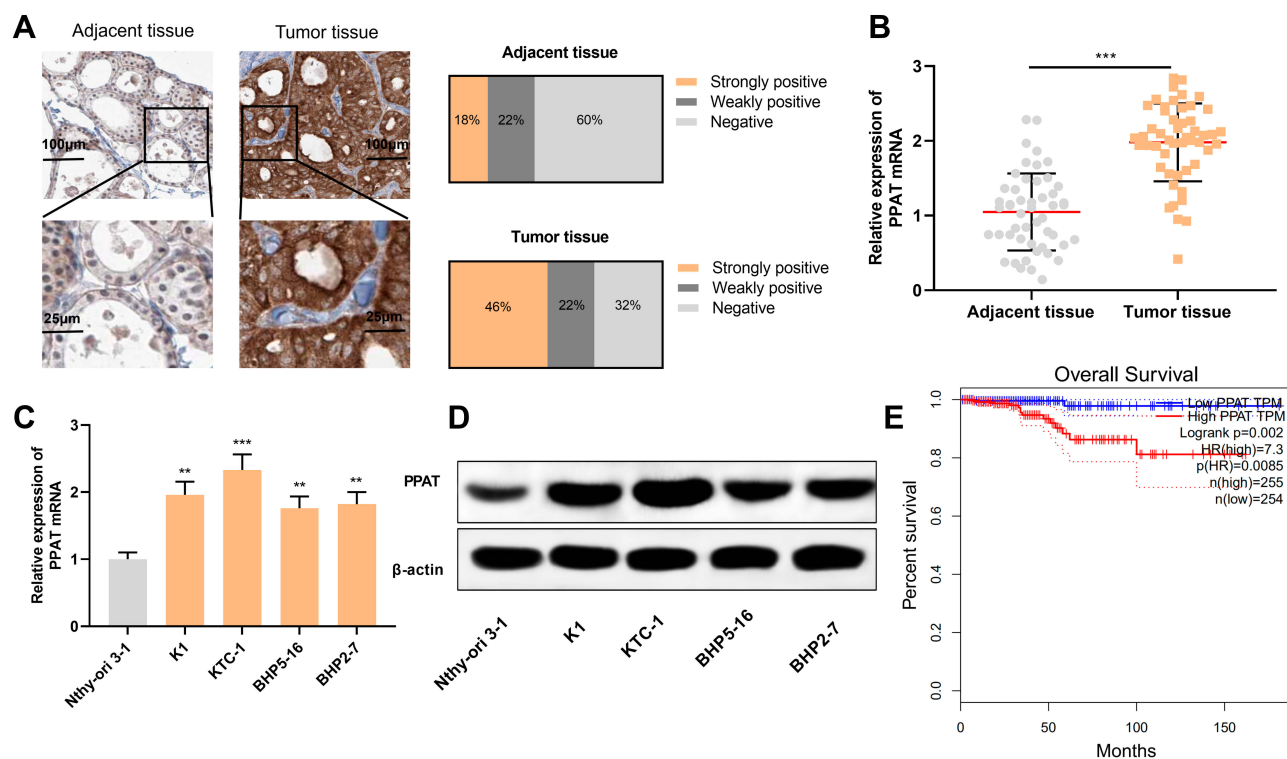 A
Adjacent tissue
Tumor tissue
100μm
100μm
25μm
25μm
Adjacent tissue
18%
22%
60%
Strongly positive
Weakly positive
Negative
Tumor tissue
46%
22%
32%
Strongly positive
Weakly positive
Negative
B
Relative expression of
PPAT mRNA
3
2
1
0
***
Adjacent tissue
Tumor tissue
C
Relative expression of
PPAT mRNA
3
2
1
0
**
***
**
**
Nthy-ori 3-1
K1
KTC-1
BHP5-16
BHP2-7
D
PPAT
β-actin
Nthy-ori 3-1
K1
KTC-1
BHP5-16
BHP2-7
E
Overall Survival
Percent survival
1.0
0.8
0.6
0.4
0.2
0.0
Low PPAT TPM
High PPAT TPM
Logrank p=0.002
HR(high)=7.3
p(HR)=0.0085
n(high)=255
n(low)=254
0
50
100
150
Months